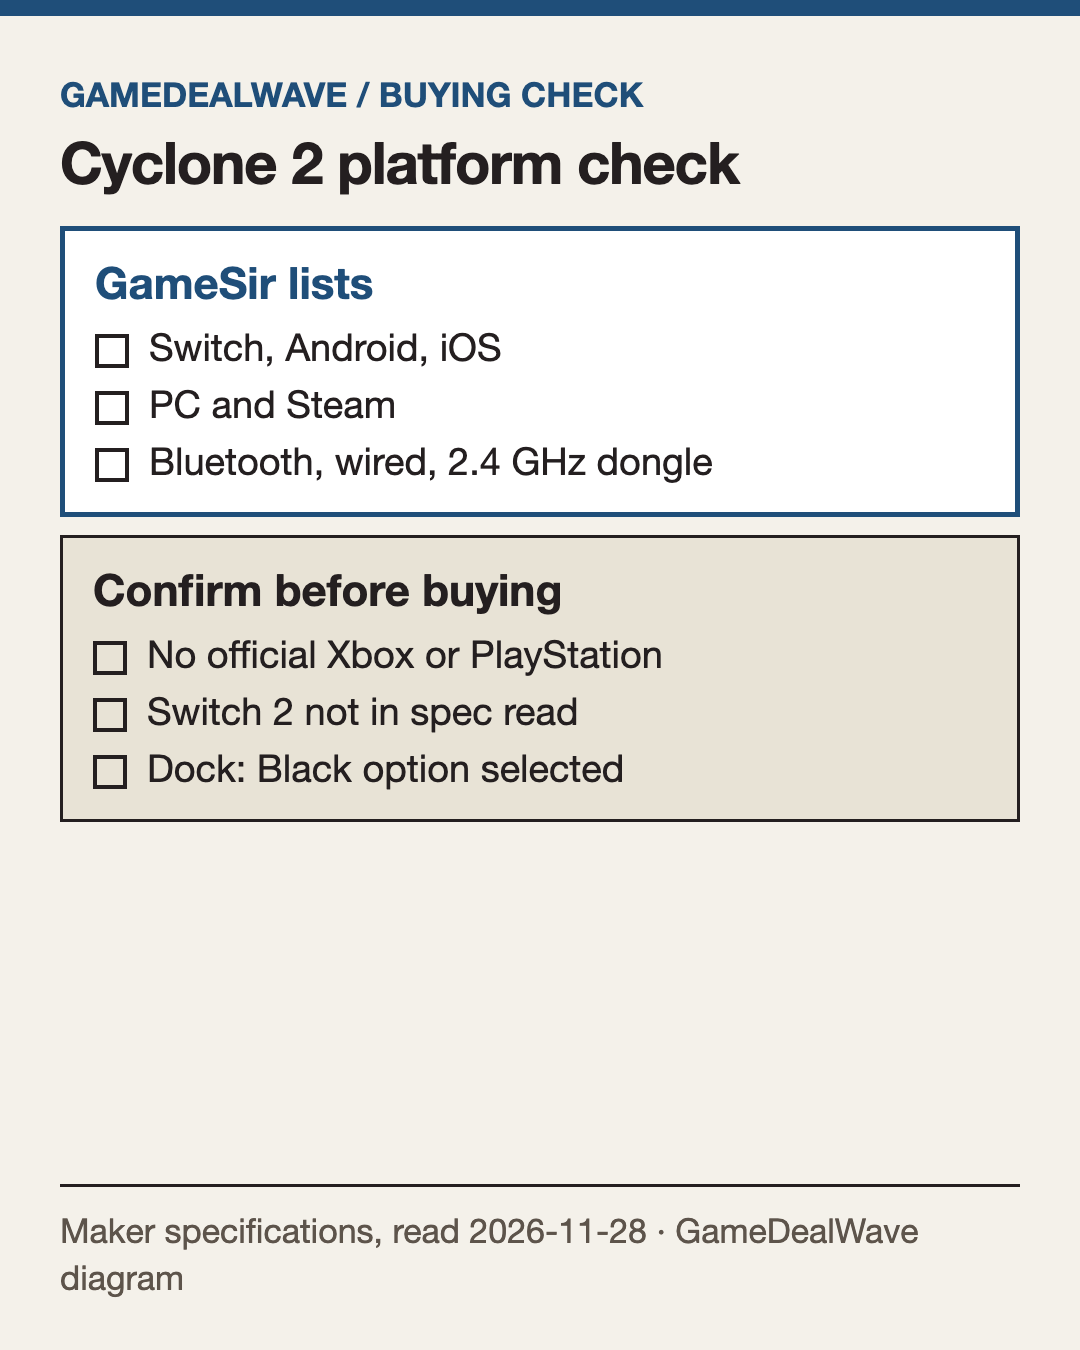 GAMEDEALWAVE / BUYING CHECK
Cyclone 2 platform check
GameSir lists
Switch, Android, iOS
PC and Steam
Bluetooth, wired, 2.4 GHz dongle
Confirm before buying
No official Xbox or PlayStation
Switch 2 not in spec read
Dock: Black option selected
Maker specifications, read 2026-11-28 · GameDealWave
diagram